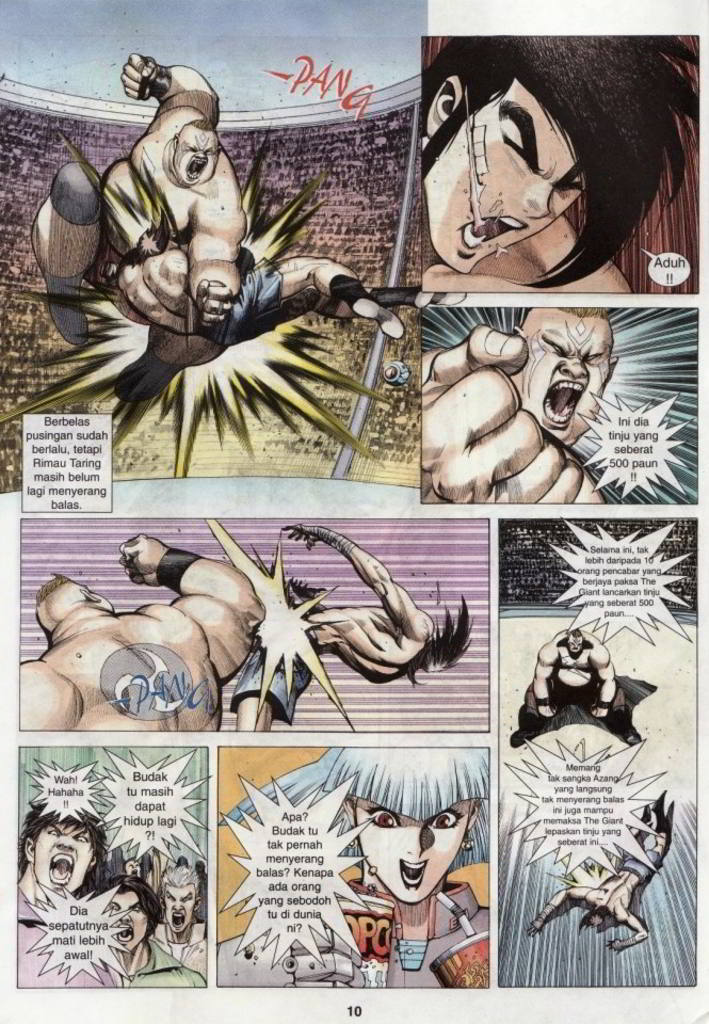 PANG
Aduh
!!
Berbelas
pusingan sudah
berlalu, tetapi
Rimau Taring
masih belum
lagi menyerang
balas.
Ini dia
tinju yang
seberat
500 paun
!!
PANG
Selama ini, tak
lebih daripada 10
orang pencabar yang
berjaya paksa The
Giant lancarkan tinju
yang seberat 500
paun....
Memang
tak sangka Azang
yang langsung
tak menyerang balas
ini juga mampu
memaksa The Giant
lepaskan tinju yang
seberat ini....
Wah!
Hahaha
!!
Budak
tu masih
dapat
hidup lagi
?!
Dia
sepatutnya
mati lebih
awal!
Apa?
Budak tu
tak pernah
menyerang
balas? Kenapa
ada orang
yang sebodoh
tu di dunia
ni?
POPC
10